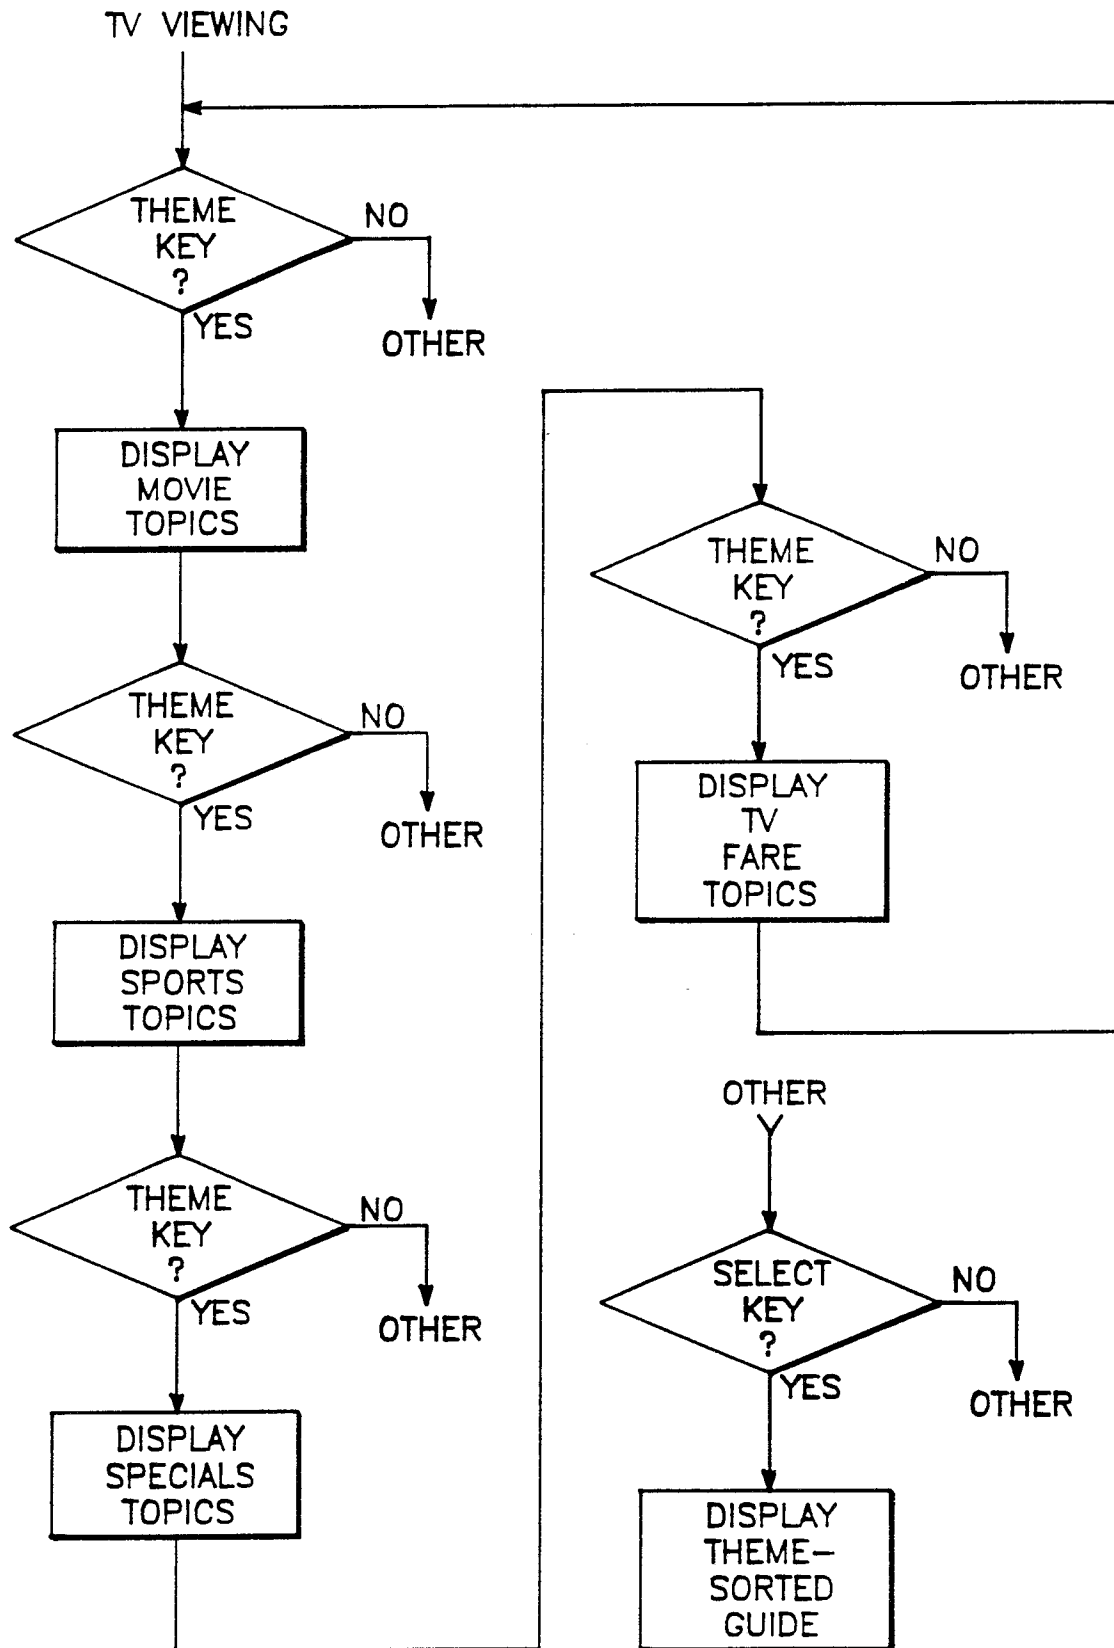 TV VIEWING
THEME
KEY
?
NO
YES
OTHER
DISPLAY
MOVIE
TOPICS
THEME
KEY
?
NO
YES
OTHER
DISPLAY
SPORTS
TOPICS
THEME
KEY
?
NO
YES
OTHER
DISPLAY
SPECIALS
TOPICS
THEME
KEY
?
NO
YES
OTHER
DISPLAY
TV
FARE
TOPICS
OTHER
SELECT
KEY
?
NO
YES
OTHER
DISPLAY
THEME-
SORTED
GUIDE